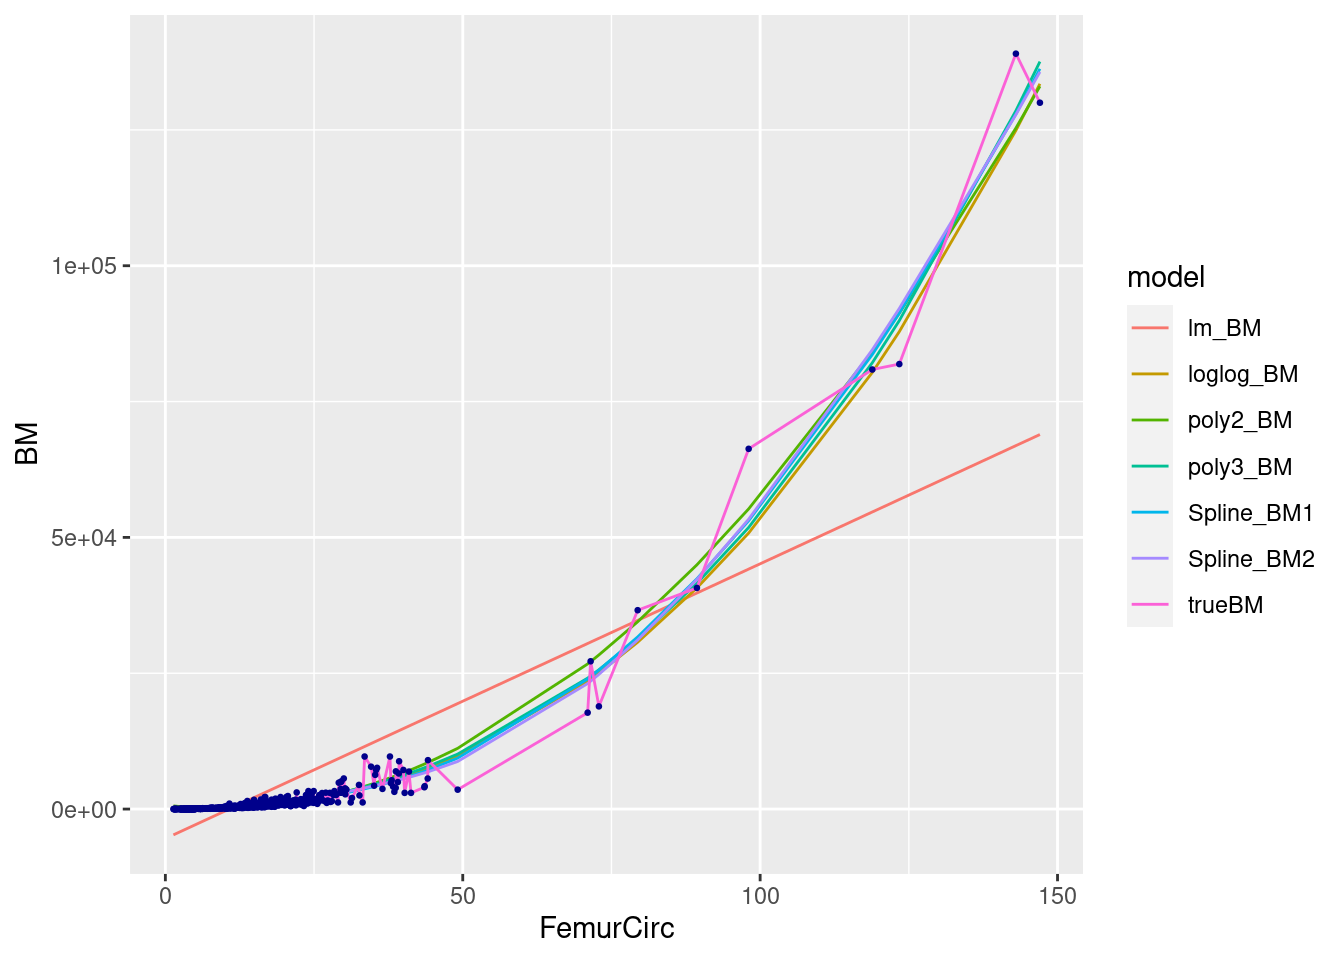 1e+05
5e+04
0e+00
BM
0
50
100
150
FemurCirc
model
lm_BM
loglog_BM
poly2_BM
poly3_BM
Spline_BM1
Spline_BM2
trueBM